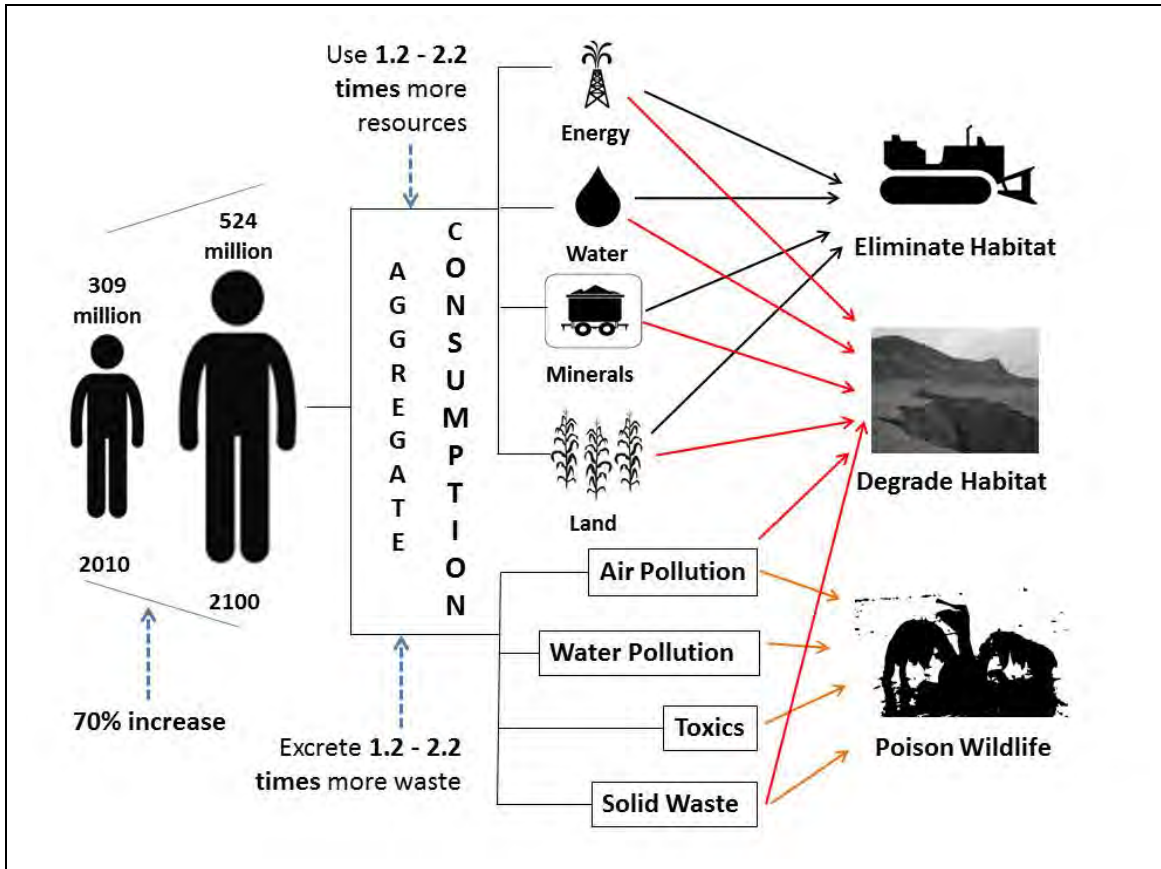 Use 1.2 - 2.2
times more
resources
309
million
524
million
2010
2100
70% increase
AGGREGATE
CONSUMPTION
Excrete 1.2 - 2.2
times more waste
Energy
Water
Minerals
Land
Air Pollution
Water Pollution
Toxics
Solid Waste
Eliminate Habitat
Degrade Habitat
Poison Wildlife